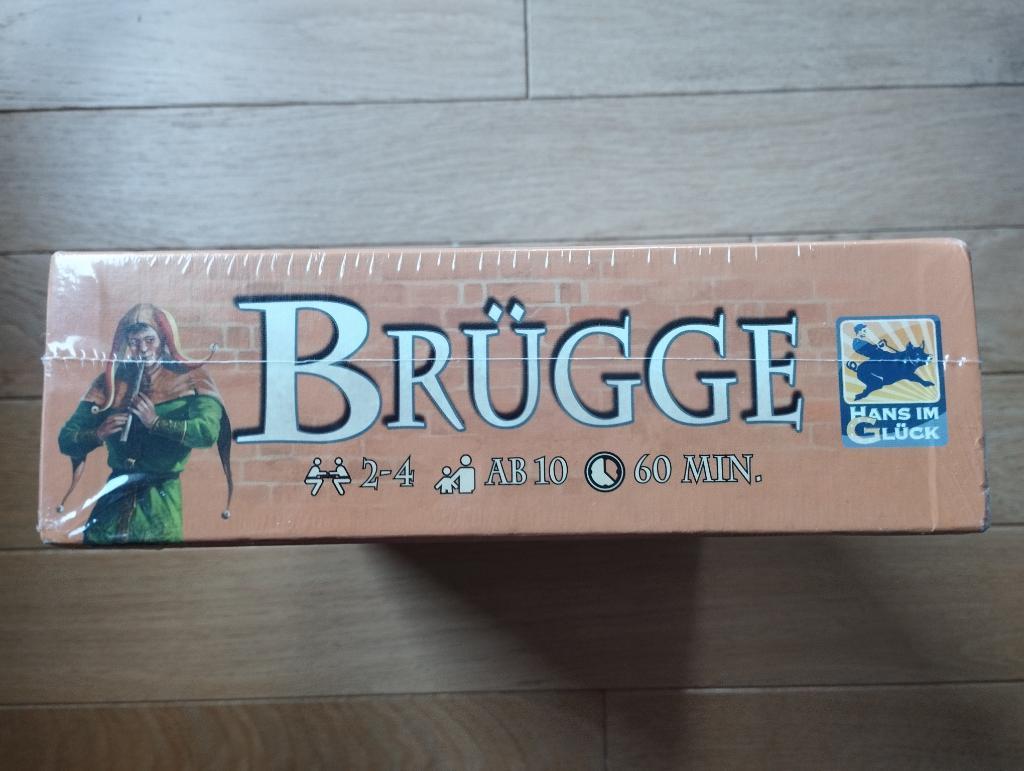 BRÜGGE
2-4 AB 10 60 MIN.
HANS IM
GLÜCK